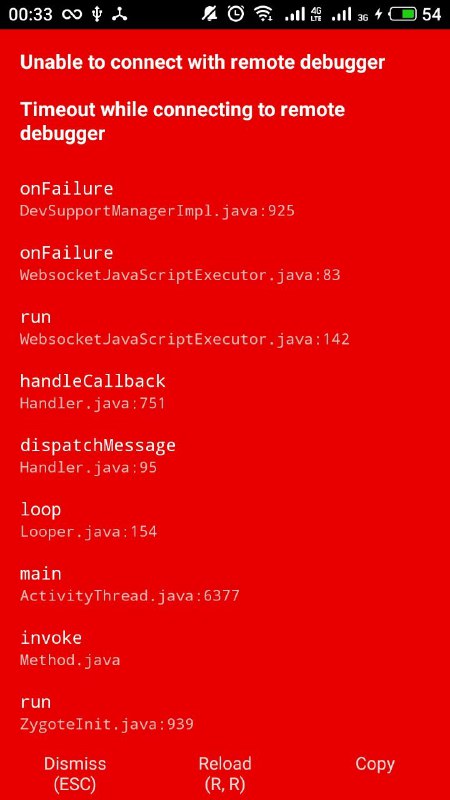 00:33 4G LTE 3G 54
Unable to connect with remote debugger
Timeout while connecting to remote
debugger
onFailure
DevSupportManagerImpl.java:925
onFailure
WebsocketJavaScriptExecutor.java:83
run
WebsocketJavaScriptExecutor.java:142
handleCallback
Handler.java:751
dispatchMessage
Handler.java:95
loop
Looper.java:154
main
ActivityThread.java:6377
invoke
Method.java
run
ZygoteInit.java:939
Dismiss Reload Copy
(ESC) (R, R)